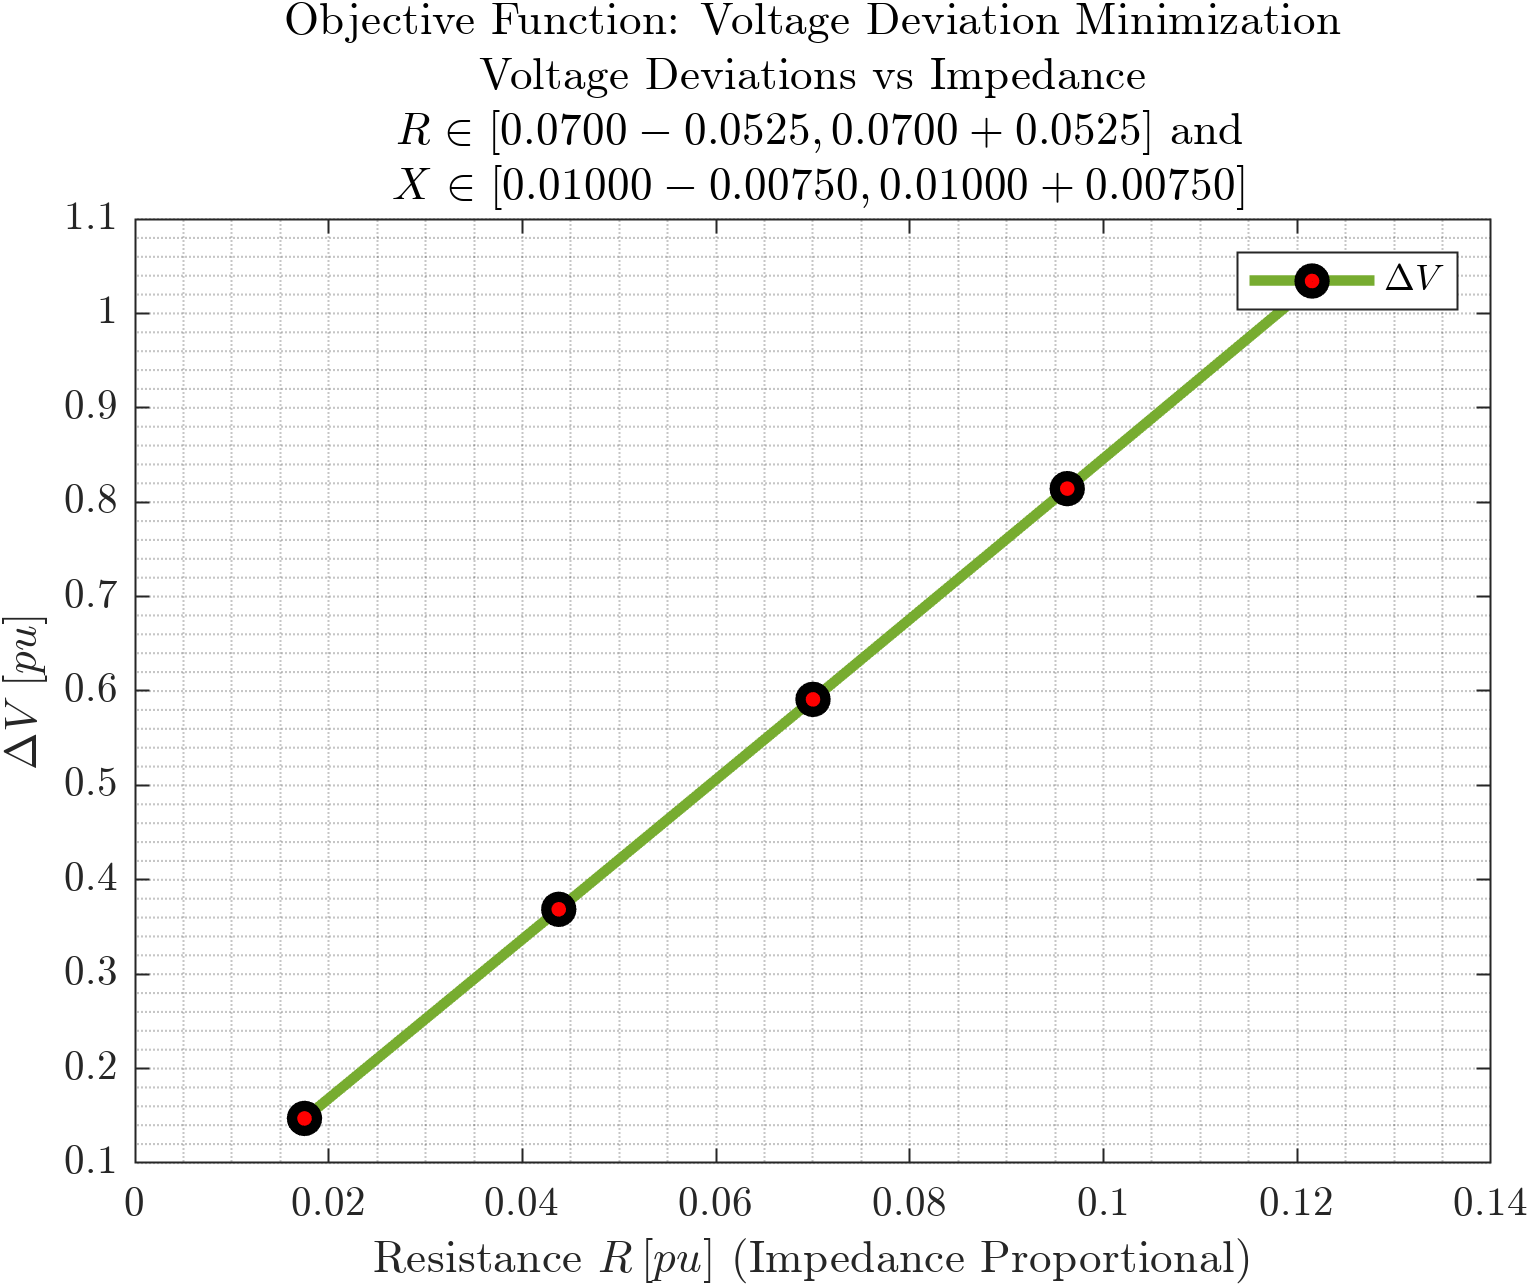 Objective Function: Voltage Deviation Minimization
Voltage Deviations vs Impedance
R ∈ [0.0700 − 0.0525, 0.0700 + 0.0525] and
X ∈ [0.01000 − 0.00750, 0.01000 + 0.00750]
1.1
1
0.9
0.8
0.7
0.6
0.5
0.4
0.3
0.2
0.1
ΔV [pu]
ΔV
0 0.02 0.04 0.06 0.08 0.1 0.12 0.14
Resistance R [pu] (Impedance Proportional)